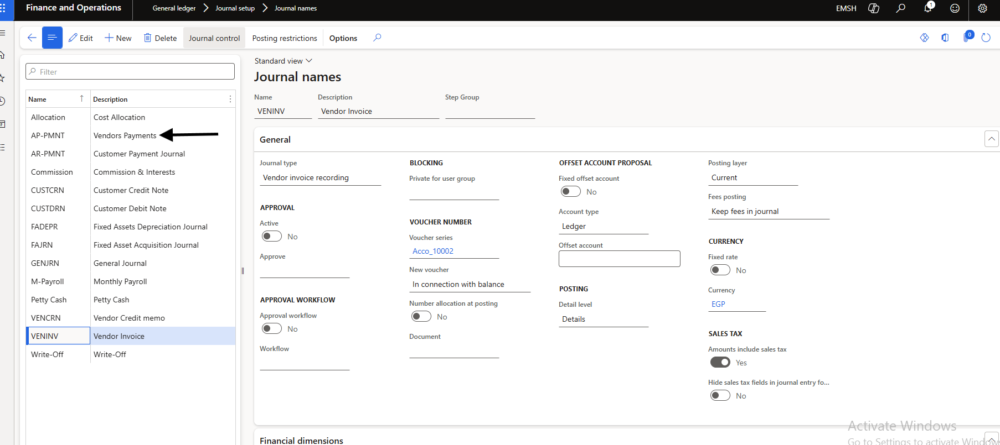 Finance and Operations
General ledger > Journal setup > Journal names
EMSH
1
Edit
New
Delete
Journal control
Posting restrictions
Options
0
Filter
Name Description
Allocation Cost Allocation
AP-PMNT Vendors Payments
AR-PMNT Customer Payment Journal
Commission Commission & Interests
CUSTCRN Customer Credit Note
CUSTDRN Customer Debit Note
FADEPR Fixed Assets Depreciation Journal
FAJRN Fixed Asset Acquisition Journal
GENJRN General Journal
M-Payroll Monthly Payroll
Petty Cash Petty Cash
VENCRN Vendor Credit memo
VENINV Vendor Invoice
Write-Off Write-Off
Standard view
Journal names
Name Description Step Group
VENINV Vendor Invoice
General
Journal type
Vendor invoice recording
APPROVAL
Active
No
Approve
APPROVAL WORKFLOW
Approval workflow
No
Workflow
BLOCKING
Private for user group
VOUCHER NUMBER
Voucher series
Acco_10002
New voucher
In connection with balance
Number allocation at posting
No
Document
OFFSET ACCOUNT PROPOSAL
Fixed offset account
No
Account type
Ledger
Offset account
POSTING
Detail level
Details
Posting layer
Current
Fees posting
Keep fees in journal
CURRENCY
Fixed rate
No
Currency
EGP
SALES TAX
Amounts include sales tax
Yes
Hide sales tax fields in journal entry fo...
No
Financial dimensions
Activate Windows
Go to Settings to activate Windows